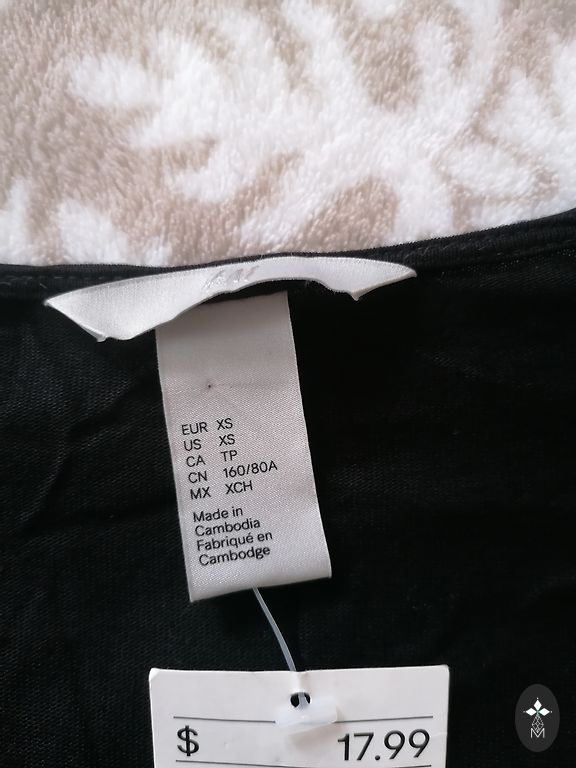 H&M
EUR XS
US XS
CA TP
CN 160/80A
MX XCH
Made in
Cambodia
Fabriqué en
Cambodge
$ 17.99
M